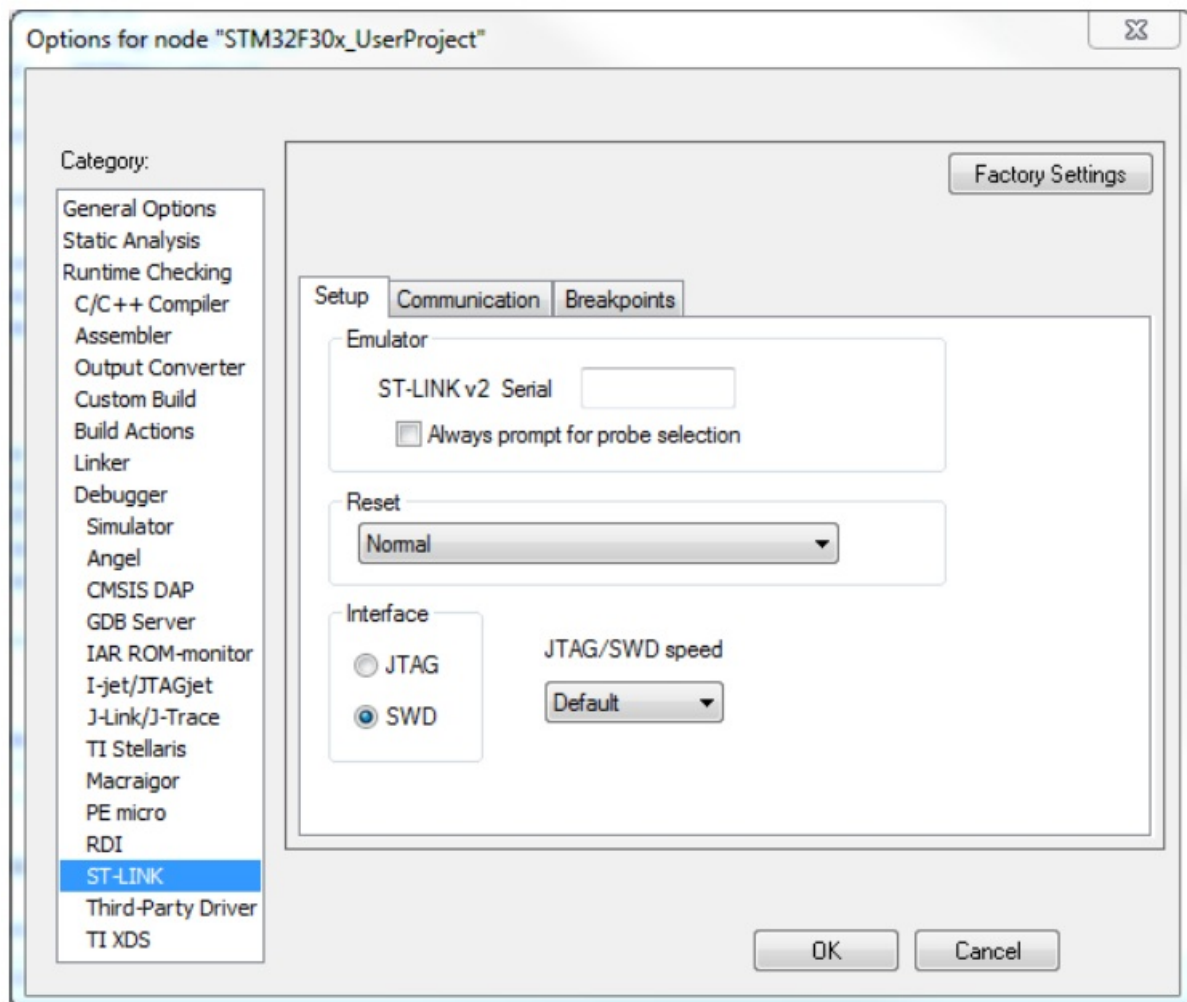 Options for node "STM32F30x_UserProject"
Category:
General Options
Static Analysis
Runtime Checking
C/C++ Compiler
Assembler
Output Converter
Custom Build
Build Actions
Linker
Debugger
Simulator
Angel
CMSIS DAP
GDB Server
IAR ROM-monitor
I-jet/JTAGjet
J-Link/J-Trace
TI Stellaris
Macraigor
PE micro
RDI
ST-LINK
Third-Party Driver
TI XDS
Factory Settings
Setup Communication Breakpoints
Emulator
ST-LINK v2 Serial
Always prompt for probe selection
Reset
Normal
Interface
JTAG
SWD
JTAG/SWD speed
Default
OK Cancel